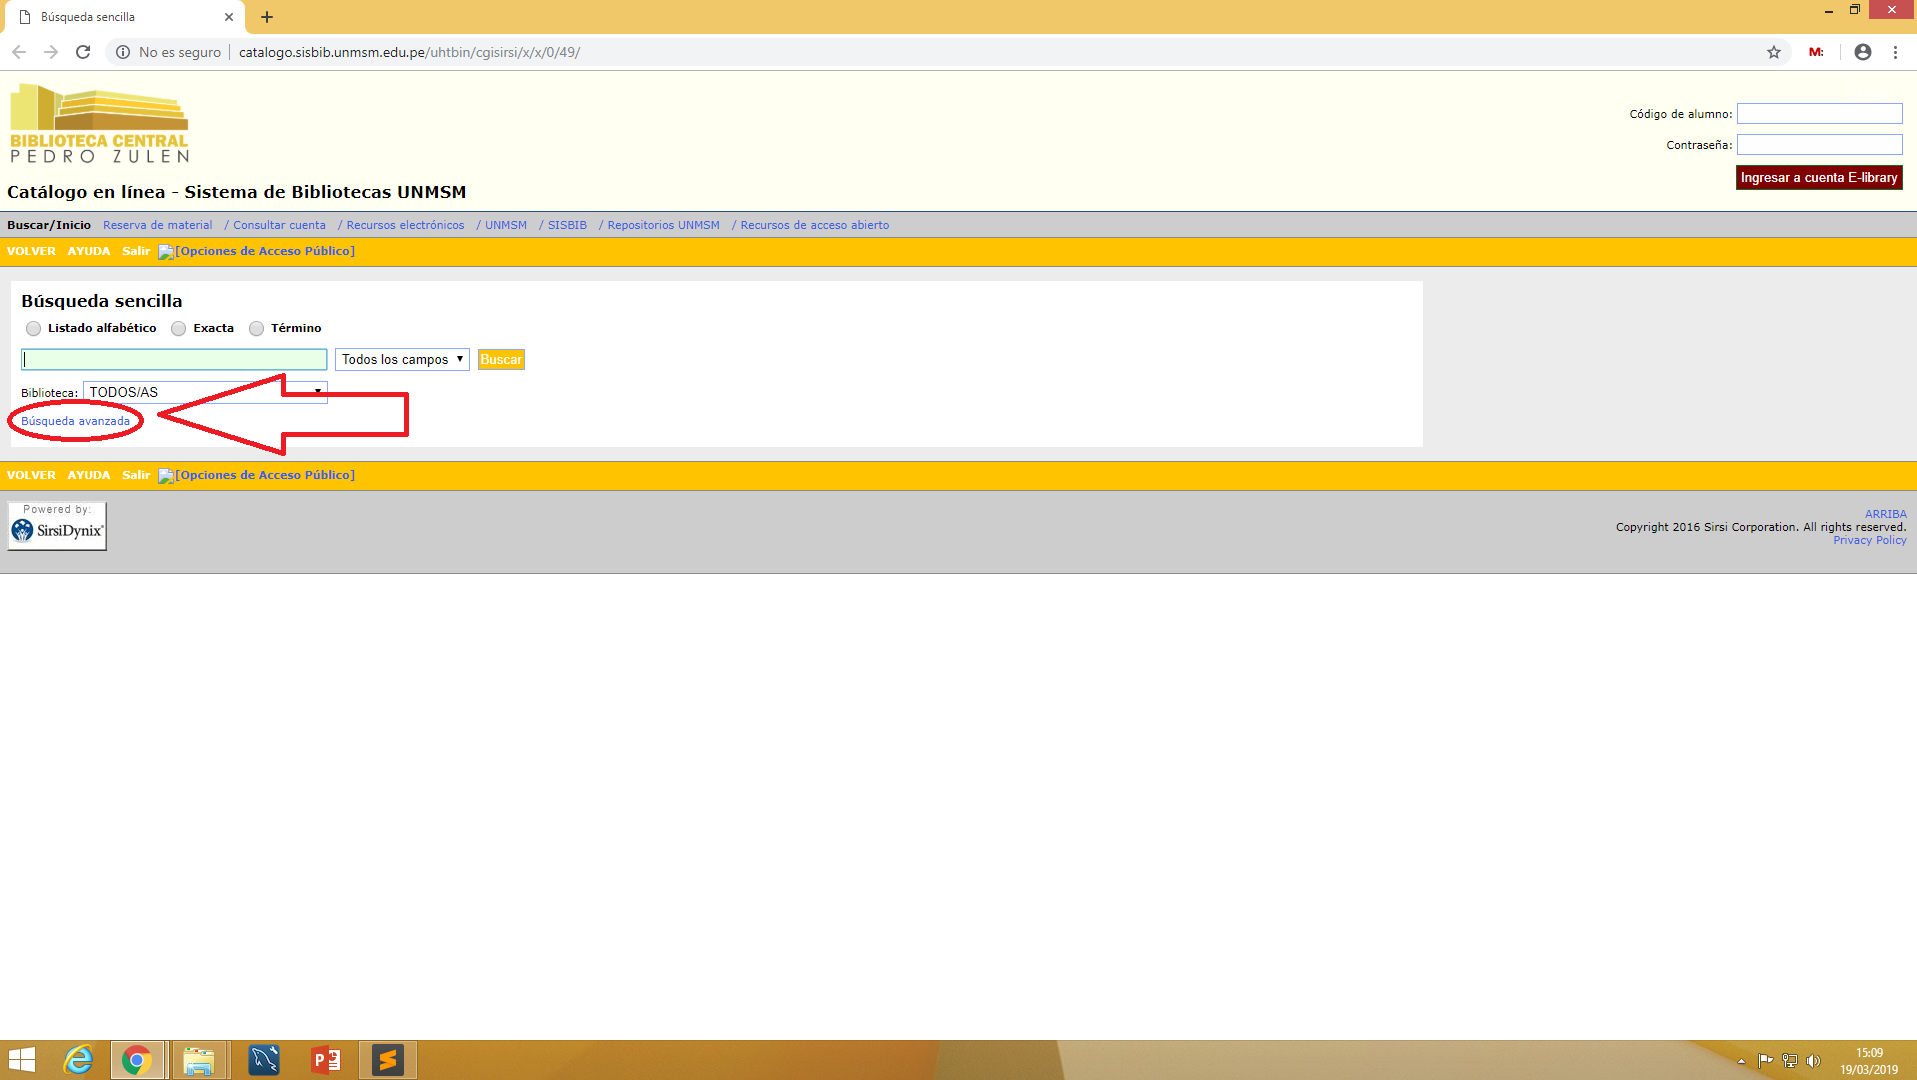 Búsqueda sencilla
No es seguro | catalogo.sisbib.unmsm.edu.pe/uhtbin/cgisirsi/x/x/0/49/
M:
BIBLIOTECA CENTRAL
PEDRO ZULEN
Código de alumno:
Contraseña:
Ingresar a cuenta E-library
Catálogo en línea - Sistema de Bibliotecas UNMSM
Buscar/Inicio Reserva de material / Consultar cuenta / Recursos electrónicos / UNMSM / SISBIB / Repositorios UNMSM / Recursos de acceso abierto
VOLVER AYUDA Salir [Opciones de Acceso Público]
Búsqueda sencilla
Listado alfabético Exacta Término
Todos los campos Buscar
Biblioteca: TODOS/AS
Búsqueda avanzada
VOLVER AYUDA Salir [Opciones de Acceso Público]
Powered by:
SirsiDynix
ARRIBA
Copyright 2016 Sirsi Corporation. All rights reserved.
Privacy Policy
15:09
19/03/2019